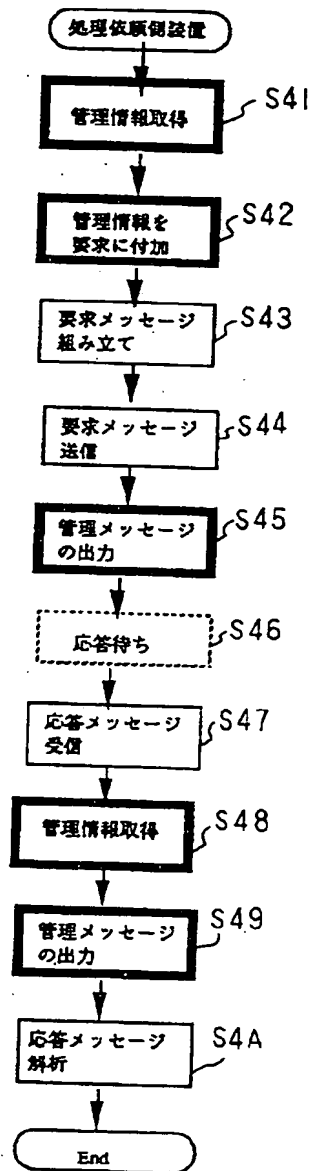 処理依頼側装置
管理情報取得
S41
管理情報を
要求に付加
S42
要求メッセージ
組み立て
S43
要求メッセージ
送信
S44
管理メッセージ
の出力
S45
応答待ち
S46
応答メッセージ
受信
S47
管理情報取得
S48
管理メッセージ
の出力
S49
応答メッセージ
解析
S4A
End